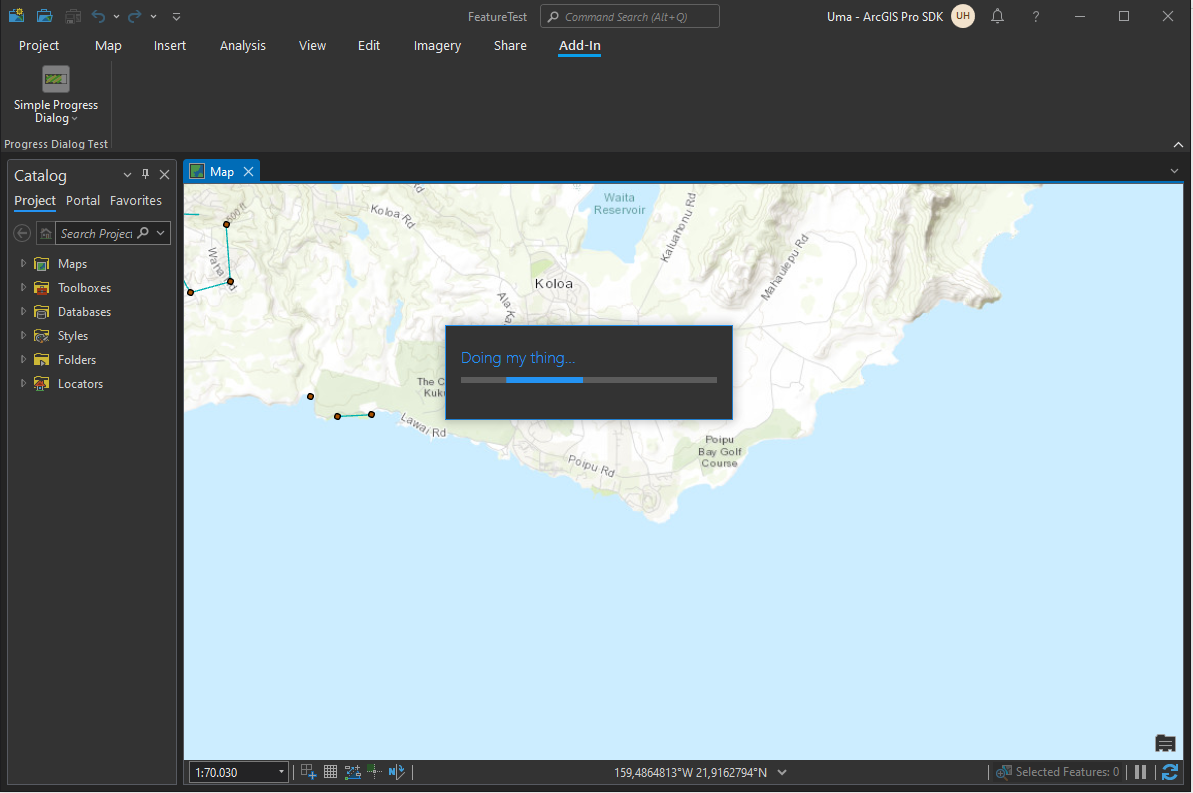 FeatureTest
Command Search (Alt+Q)
Uma - ArcGIS Pro SDK
UH
?
Project Map Insert Analysis View Edit Imagery Share Add-In
Simple Progress
Dialog
Progress Dialog Test
Catalog
Project Portal Favorites
Search Project
Maps
Toolboxes
Databases
Styles
Folders
Locators
Map
Waita
Reservoir
Koloa Rd
Kaluahonu Rd
Mahaulepu Rd
Koloa
Doing my thing...
The
Lawai Rd
Poipu Rd
Poipu
Bay Golf
Course
1:70.030
159,4864813°W 21,9162794°N
Selected Features: 0